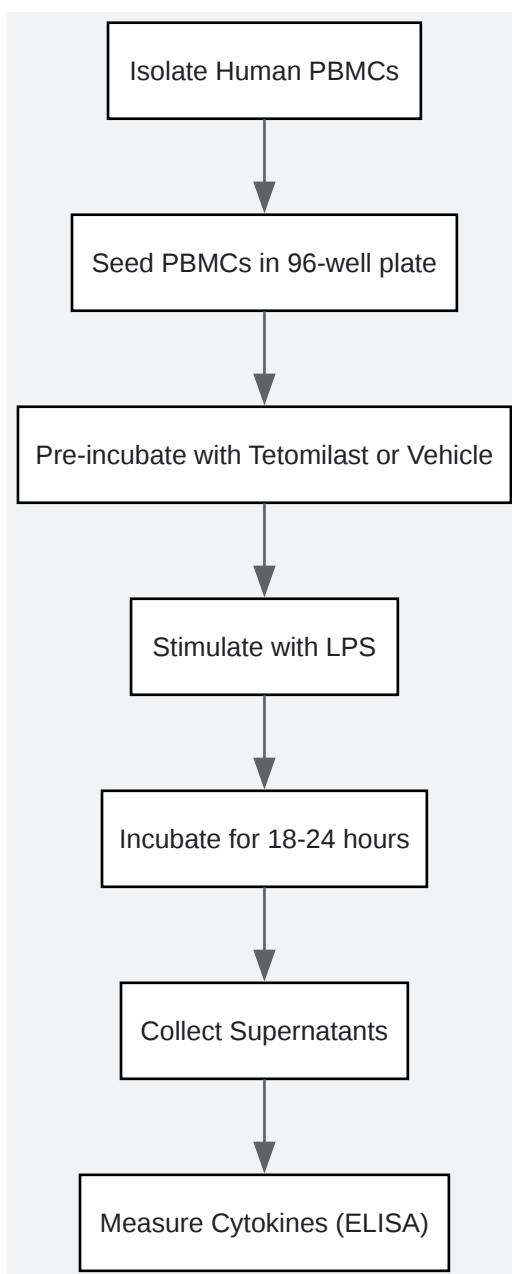 Isolate Human PBMCs
Seed PBMCs in 96-well plate
Pre-incubate with Tetomilast or Vehicle
Stimulate with LPS
Incubate for 18-24 hours
Collect Supernatants
Measure Cytokines (ELISA)